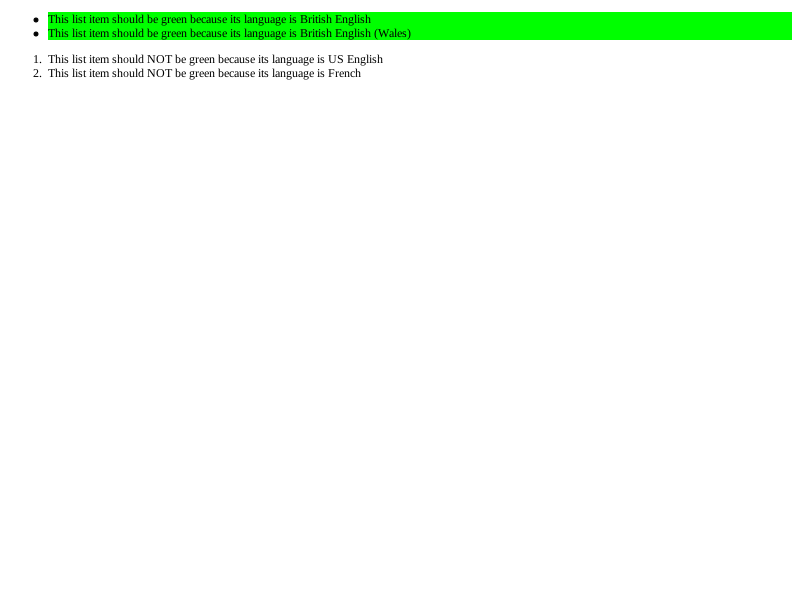 ● This list item should be green because its language is British English
● This list item should be green because its language is British English (Wales)
1. This list item should NOT be green because its language is US English
2. This list item should NOT be green because its language is French